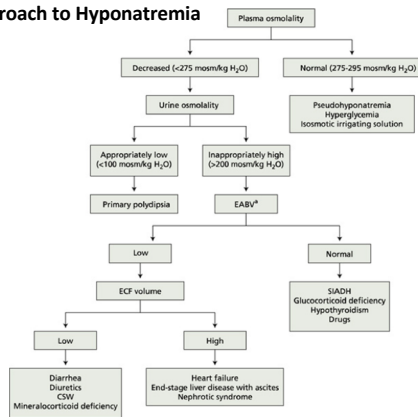 roach to Hyponatremia
Plasma osmolality
Decreased (<275 mosm/kg H₂O)
Normal (275-295 mosm/kg H₂O)
Urine osmolality
Pseudohyponatremia
Hyperglycemia
Isosmotic irrigating solution
Appropriately low
(<100 mosm/kg H₂O)
Inappropriately high
(>200 mosm/kg H₂O)
Primary polydipsia
EABVᵃ
Low
Normal
ECF volume
SIADH
Glucocorticoid deficiency
Hypothyroidism
Drugs
Low
High
Diarrhea
Diuretics
CSW
Mineralocorticoid deficiency
Heart failure
End-stage liver disease with ascites
Nephrotic syndrome